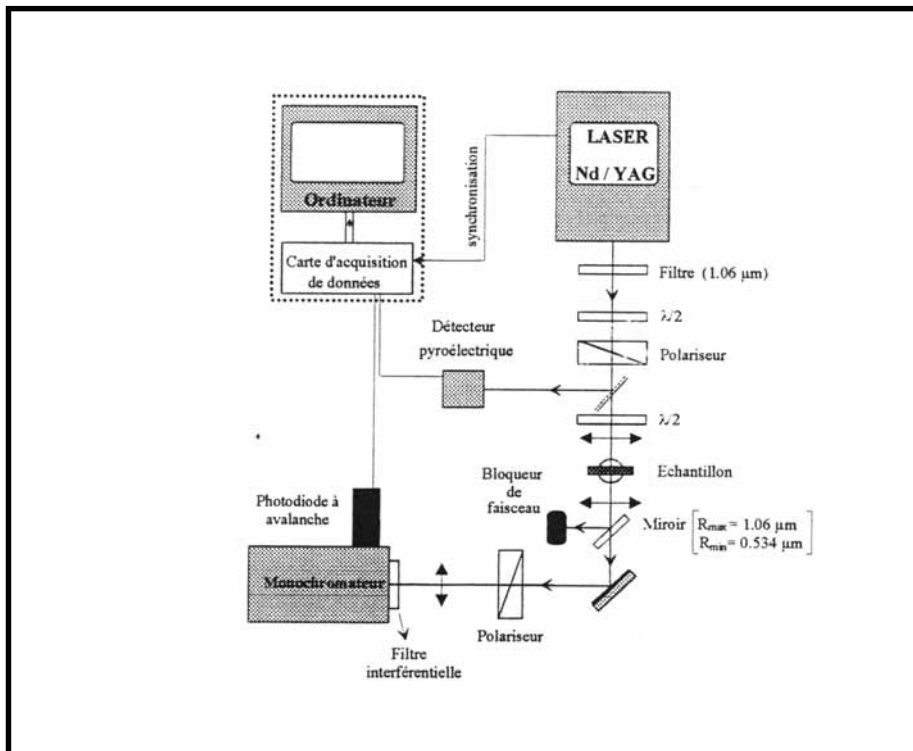 LASER
Nd / YAG
Ordinateur
synchronisation
Carte d'acquisition
de données
Filtre (1.06 µm)
λ/2
Détecteur
pyroélectrique
Polariseur
λ/2
Bloqueur
de
faisceau
Echantillon
Photodiode à
avalanche
Miroir [ Rmax = 1.06 µm
Rmin = 0.534 µm ]
Monochromateur
Polariseur
Filtre
interférentielle